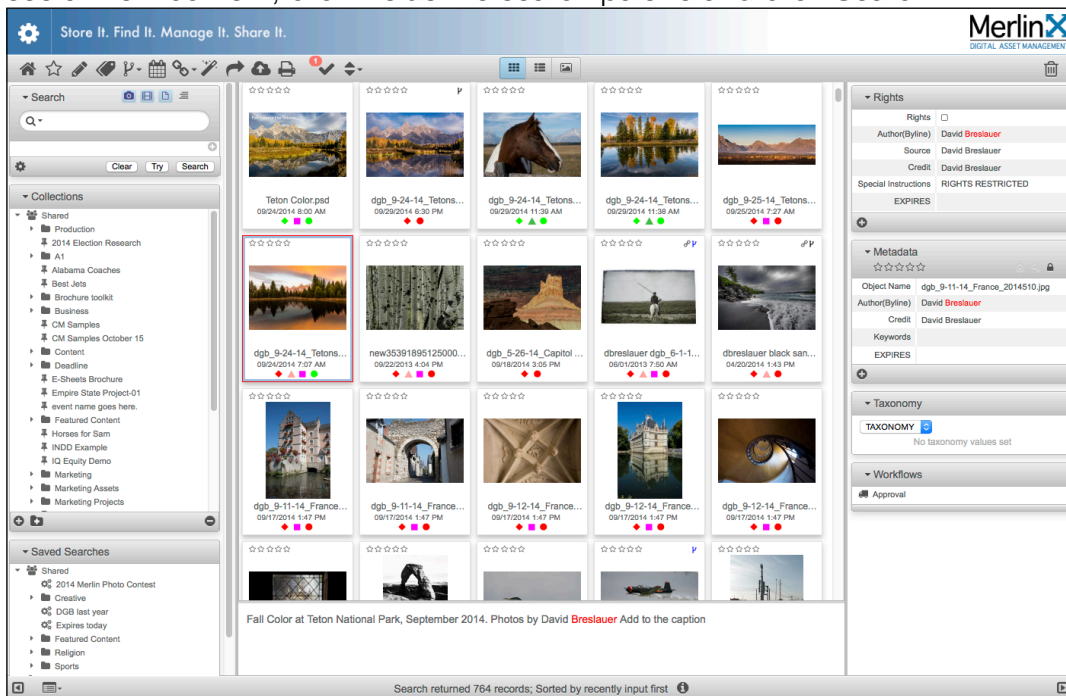 Store It. Find It. Manage It. Share It.
MerlinX
DIGITAL ASSET MANAGEMENT
1
Search
Clear Try Search
Collections
Shared
Production
2014 Election Research
A1
Alabama Coaches
Best Jets
Brochure toolkit
Business
CM Samples
CM Samples October 15
Content
Deadline
E-Sheets Brochure
Empire State Project-01
event name goes here.
Featured Content
Horses for Sam
INDD Example
IQ Equity Demo
Marketing
Marketing Assets
Marketing Projects
Saved Searches
Shared
2014 Merlin Photo Contest
Creative
DGB last year
Expires today
Featured Content
Religion
Sports
Teton Color.psd
09/24/2014 8:00 AM
dgb_9-24-14_Tetons...
09/29/2014 6:30 PM
dgb_9-24-14_Tetons...
09/29/2014 11:39 AM
dgb_9-24-14_Tetons...
09/29/2014 11:38 AM
dgb_9-25-14_Tetons...
09/25/2014 7:27 AM
dgb_9-24-14_Tetons...
09/24/2014 7:07 AM
new35391895125000...
09/22/2013 4:04 PM
dgb_5-26-14_Capitol ...
09/18/2014 3:05 PM
dbreslauer dgb_6-1-1...
06/01/2013 7:50 AM
dbreslauer black san...
04/20/2014 1:43 PM
dgb_9-11-14_France...
09/17/2014 1:47 PM
dgb_9-11-14_France...
09/17/2014 1:47 PM
dgb_9-12-14_France...
09/17/2014 1:47 PM
dgb_9-12-14_France...
09/17/2014 1:47 PM
dgb_9-12-14_France...
09/17/2014 1:47 PM
Fall Color at Teton National Park, September 2014. Photos by David Breslauer Add to the caption
Rights
Rights
Author(Byline) David Breslauer
Source David Breslauer
Credit David Breslauer
Special Instructions RIGHTS RESTRICTED
EXPIRES
Metadata
Object Name dgb_9-11-14_France_2014510.jpg
Author(Byline) David Breslauer
Credit David Breslauer
Keywords
EXPIRES
Taxonomy
TAXONOMY
No taxonomy values set
Workflows
Approval
Search returned 764 records; Sorted by recently input first